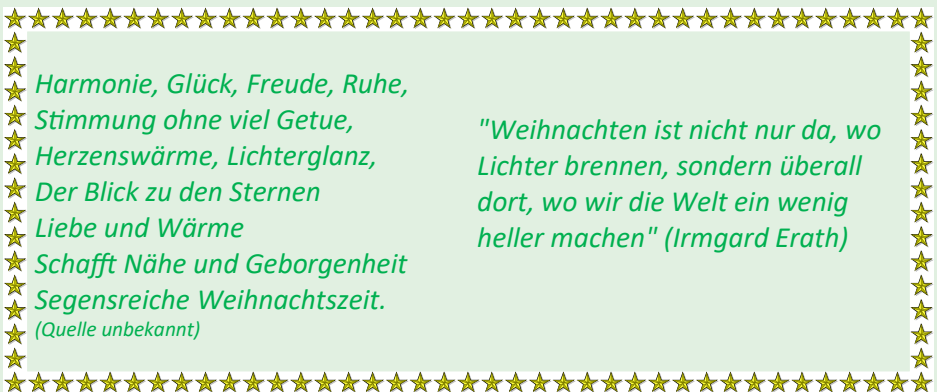 Harmonie, Glück, Freude, Ruhe,
Stimmung ohne viel Getue,
Herzenswärme, Lichterglanz,
Der Blick zu den Sternen
Liebe und Wärme
Schafft Nähe und Geborgenheit
Segensreiche Weihnachtszeit.
(Quelle unbekannt)
"Weihnachten ist nicht nur da, wo
Lichter brennen, sondern überall
dort, wo wir die Welt ein wenig
heller machen" (Irmgard Erath)